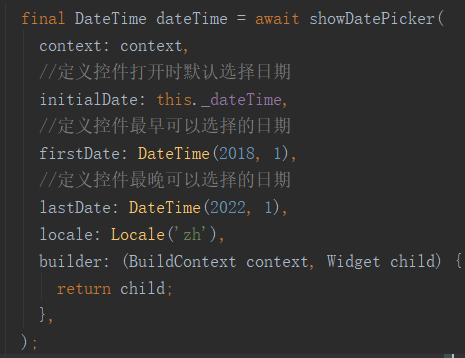 final DateTime dateTime = await showDatePicker(
context: context,
//定义控件打开时默认选择日期
initialDate: this._dateTime,
//定义控件最早可以选择的日期
firstDate: DateTime(2018, 1),
//定义控件最晚可以选择的日期
lastDate: DateTime(2022, 1),
locale: Locale('zh'),
builder: (BuildContext context, Widget child) {
return child;
},
);